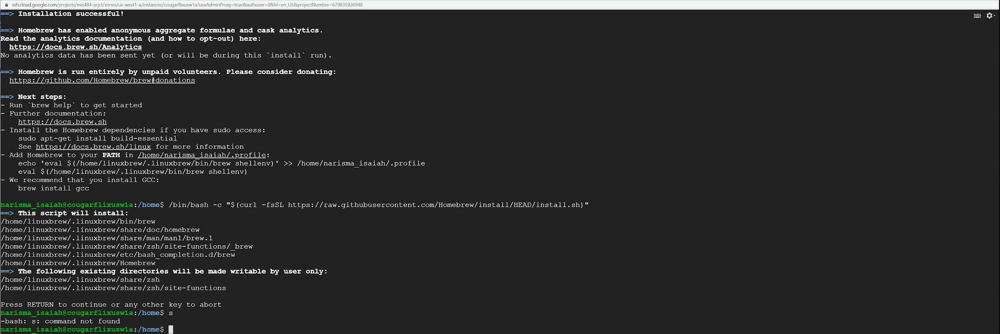 ssh.cloud.google.com/projects/mis484-prjct/zones/us-west1-a/instances/cougarflixusw1a?useAdminProxy=true&authuser=0&hl=en_US&projectNumber=679835926948
==> Installation successful!
==> Homebrew has enabled anonymous aggregate formulae and cask analytics.
Read the analytics documentation (and how to opt-out) here:
  https://docs.brew.sh/Analytics
No analytics data has been sent yet (or will be during this `install` run).
==> Homebrew is run entirely by unpaid volunteers. Please consider donating:
  https://github.com/Homebrew/brew#donations
==> Next steps:
- Run `brew help` to get started
- Further documentation:
    https://docs.brew.sh
- Install the Homebrew dependencies if you have sudo access:
    sudo apt-get install build-essential
    See https://docs.brew.sh/linux for more information
- Add Homebrew to your PATH in /home/narisma_isaiah/.profile:
    echo 'eval $(/home/linuxbrew/.linuxbrew/bin/brew shellenv)' >> /home/narisma_isaiah/.profile
    eval $(/home/linuxbrew/.linuxbrew/bin/brew shellenv)
- We recommend that you install GCC:
    brew install gcc
narisma_isaiah@cougarflixusw1a:/home$ /bin/bash -c "$(curl -fsSL https://raw.githubusercontent.com/Homebrew/install/HEAD/install.sh)"
==> This script will install:
/home/linuxbrew/.linuxbrew/bin/brew
/home/linuxbrew/.linuxbrew/share/doc/homebrew
/home/linuxbrew/.linuxbrew/share/man/man1/brew.1
/home/linuxbrew/.linuxbrew/share/zsh/site-functions/_brew
/home/linuxbrew/.linuxbrew/etc/bash_completion.d/brew
/home/linuxbrew/.linuxbrew/Homebrew
==> The following existing directories will be made writable by user only:
/home/linuxbrew/.linuxbrew/share/zsh
/home/linuxbrew/.linuxbrew/share/zsh/site-functions
Press RETURN to continue or any other key to abort
narisma_isaiah@cougarflixusw1a:/home$ s
-bash: s: command not found
narisma_isaiah@cougarflixusw1a:/home$